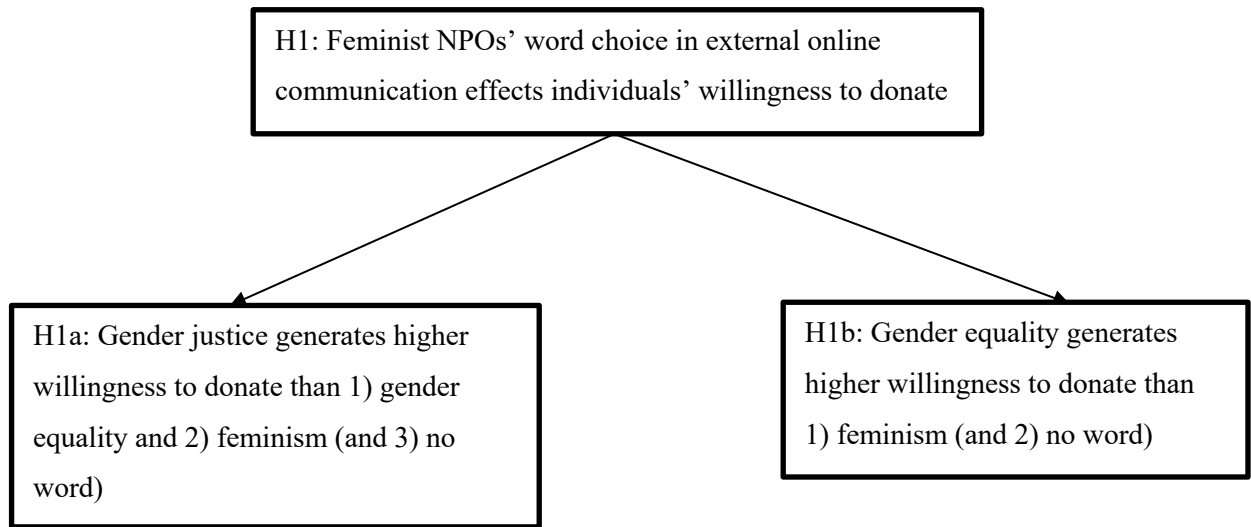 H1: Feminist NPOs’ word choice in external online
communication effects individuals’ willingness to donate
H1a: Gender justice generates higher
willingness to donate than 1) gender
equality and 2) feminism (and 3) no
word)
H1b: Gender equality generates
higher willingness to donate than
1) feminism (and 2) no word)